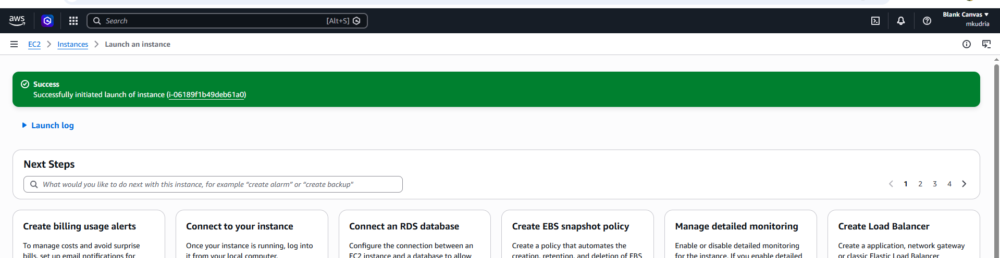 aws
Search
[Alt+S]
Blank Canvas
mkudria
EC2
Instances
Launch an instance
Success
Successfully initiated launch of instance (i-06189f1b49deb61a0)
Launch log
Next Steps
What would you like to do next with this instance, for example “create alarm” or “create backup"
1 2 3 4
Create billing usage alerts
To manage costs and avoid surprise
bills, set up email notifications for
Connect to your instance
Once your instance is running, log into
it from your local computer.
Connect an RDS database
Configure the connection between an
EC2 instance and a database to allow
Create EBS snapshot policy
Create a policy that automates the
creation, retention, and deletion of EBS
Manage detailed monitoring
Enable or disable detailed monitoring
for the instance. If you enable detailed
Create Load Balancer
Create a application, network gateway
or classic Elastic Load Balancer